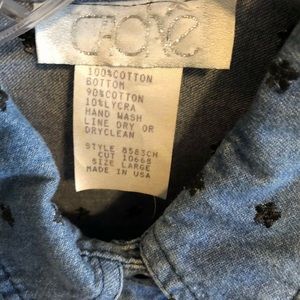 100%COTTON
BOTTOM
90%COTTON
10%LYCRA
HAND WASH
LINE DRY OR
DRYCLEAN
STYLE 8583CH
CUT 10668
SIZE LARGE
MADE IN USA